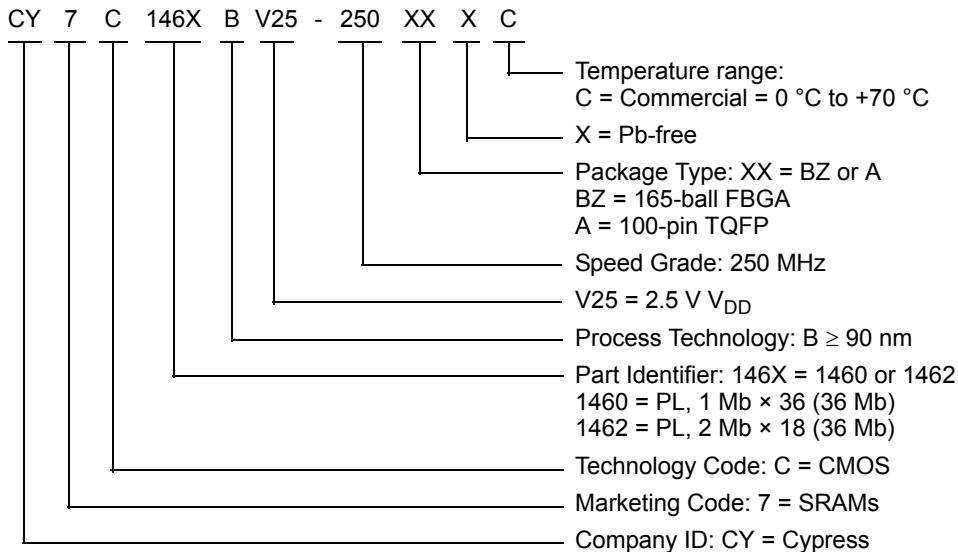 CY 7 C 146X B V25 - 250 XX X C
Temperature range:
C = Commercial = 0 °C to +70 °C
X = Pb-free
Package Type: XX = BZ or A
BZ = 165-ball FBGA
A = 100-pin TQFP
Speed Grade: 250 MHz
V25 = 2.5 V VDD
Process Technology: B ≥ 90 nm
Part Identifier: 146X = 1460 or 1462
1460 = PL, 1 Mb × 36 (36 Mb)
1462 = PL, 2 Mb × 18 (36 Mb)
Technology Code: C = CMOS
Marketing Code: 7 = SRAMs
Company ID: CY = Cypress